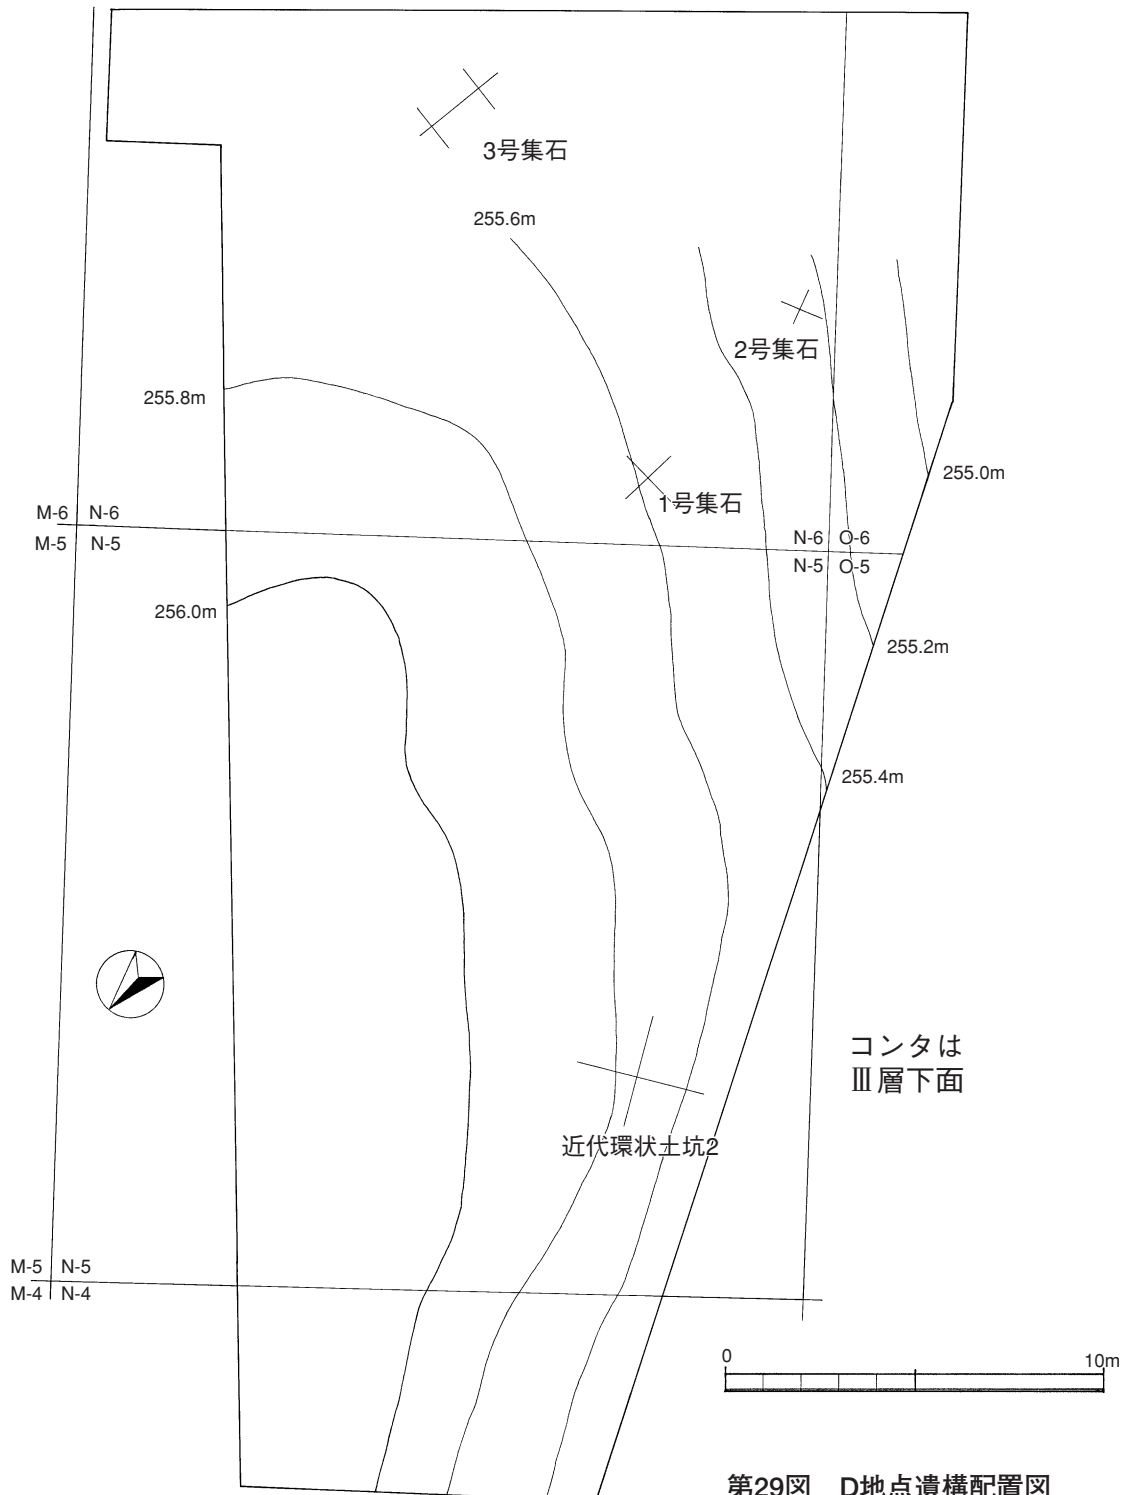 3号集石
255.6m
2号集石
255.8m
255.0m
1号集石
M-6 N-6
M-5 N-5
N-6 O-6
N-5 O-5
256.0m
255.2m
255.4m
コンタは
Ⅲ層下面
近代環状土坑2
M-5 N-5
M-4 N-4
0 10m
第29図 D地点遺構配置図